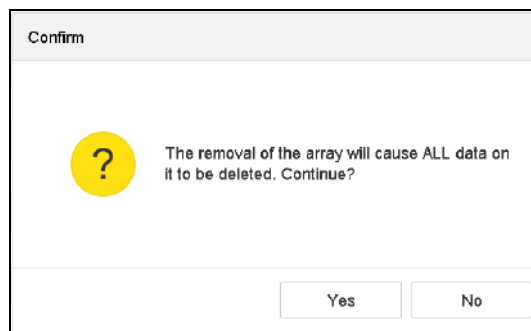 Confirm
?
The removal of the array will cause ALL data on
it to be deleted. Continue?
Yes
No